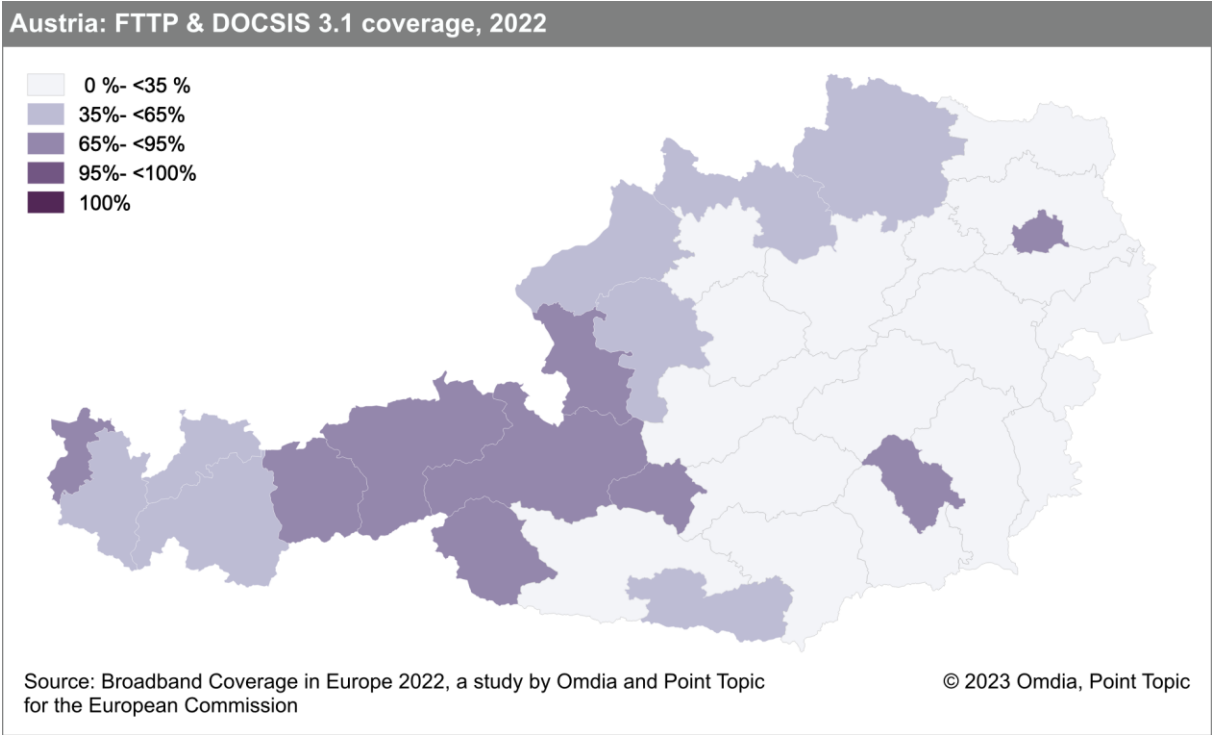 Austria: FTTP & DOCSIS 3.1 coverage, 2022
0 %- <35 %
35%- <65%
65%- <95%
95%- <100%
100%
Source: Broadband Coverage in Europe 2022, a study by Omdia and Point Topic
for the European Commission
© 2023 Omdia, Point Topic